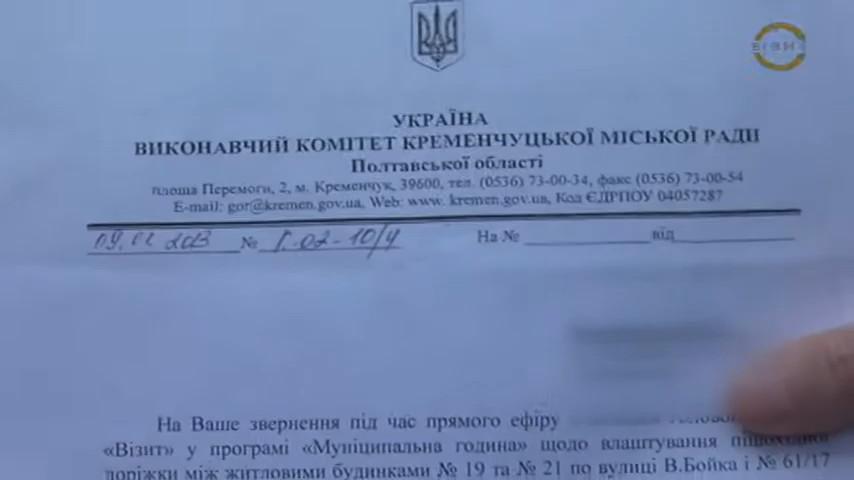 ВІЗИТ
УКРАЇНА
ВИКОНАВЧИЙ КОМІТЕТ КРЕМЕНЧУЦЬКОЇ МІСЬКОЇ РАДИ
Полтавської області
площа Перемоги, 2, м. Кременчук, 39600, тел. (0536) 73-00-34, факс (0536) 73-00-54
E-mail: gor@kremen.gov.ua, Web: www. kremen.gov.ua, Код ЄДРПОУ 04057287
№ На № від
На Ваше звернення під час прямого ефіру
«Візит» у програмі «Муніципальна година» щодо влаштування пішохідної
доріжки між житловими будинками № 19 та № 21 по вулиці В.Бойка і № 61/17